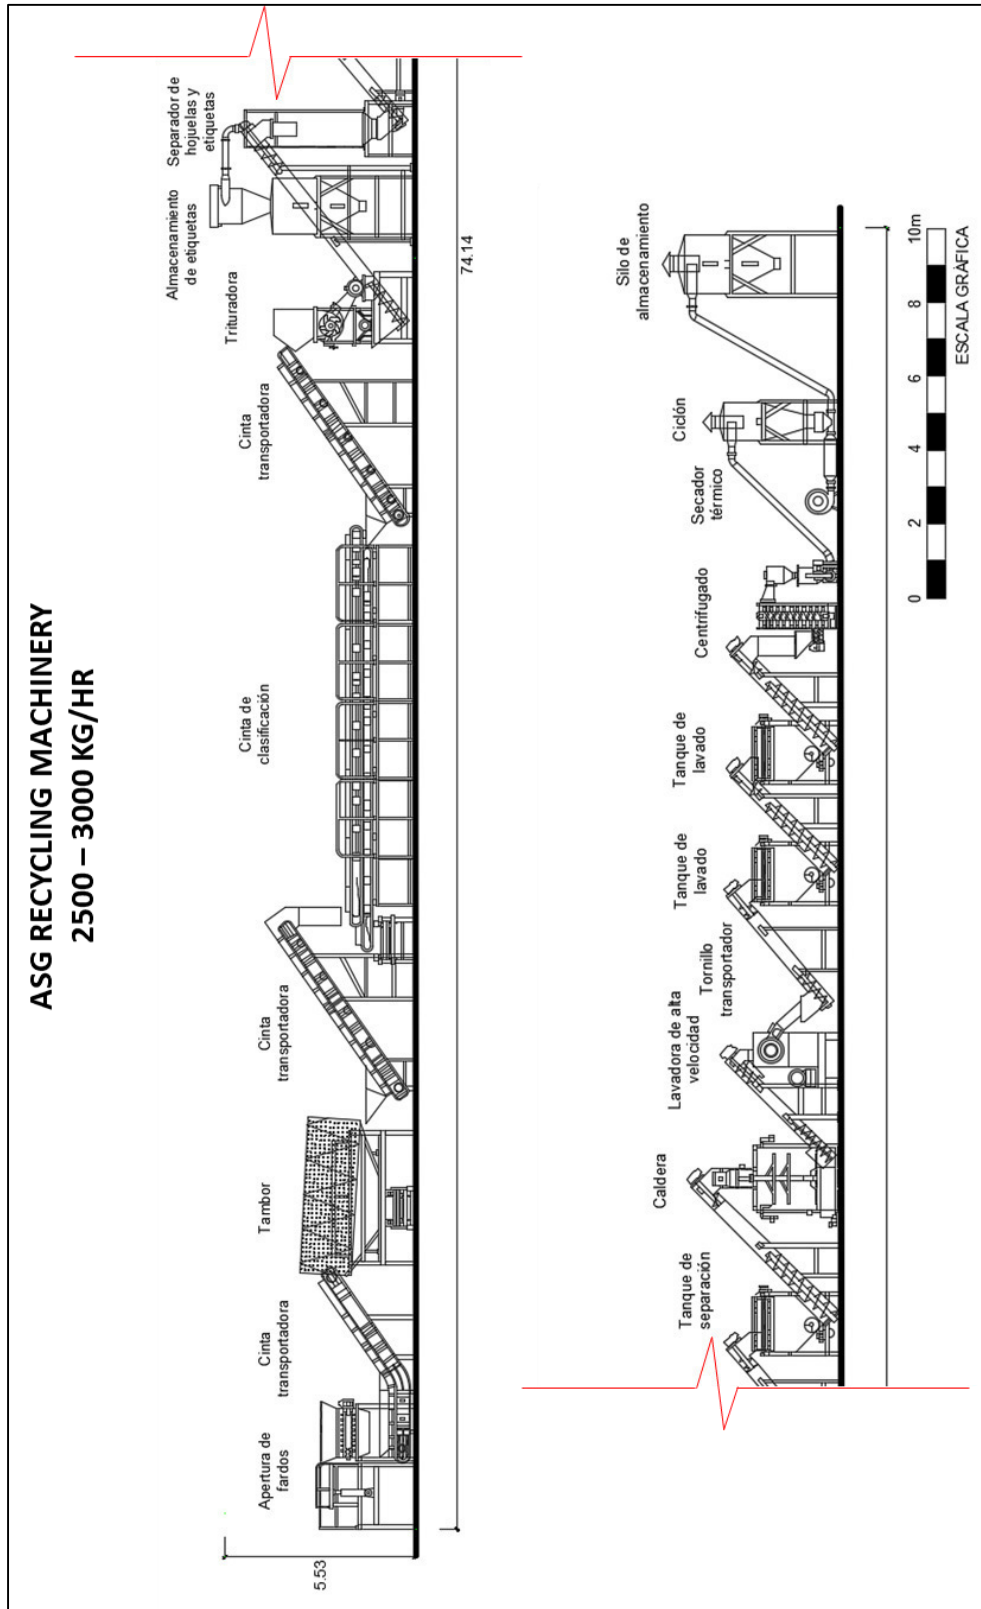 ASG RECYCLING MACHINERY
2500 – 3000 KG/HR
Apertura de
fardos
Cinta
transportadora
Tambor
Cinta
transportadora
Cinta de
clasificación
Cinta
transportadora
Trituradora
Almacenamiento
de etiquetas
Separador de
hojuelas y
etiquetas
5.53
74.14
Tanque de
separación
Caldera
Lavadora de alta
velocidad
Tornillo
transportador
Tanque de
lavado
Tanque de
lavado
Centrifugado
Secador
térmico
Ciclón
Silo de
almacenamiento
0 2 4 6 8 10m
ESCALA GRÁFICA